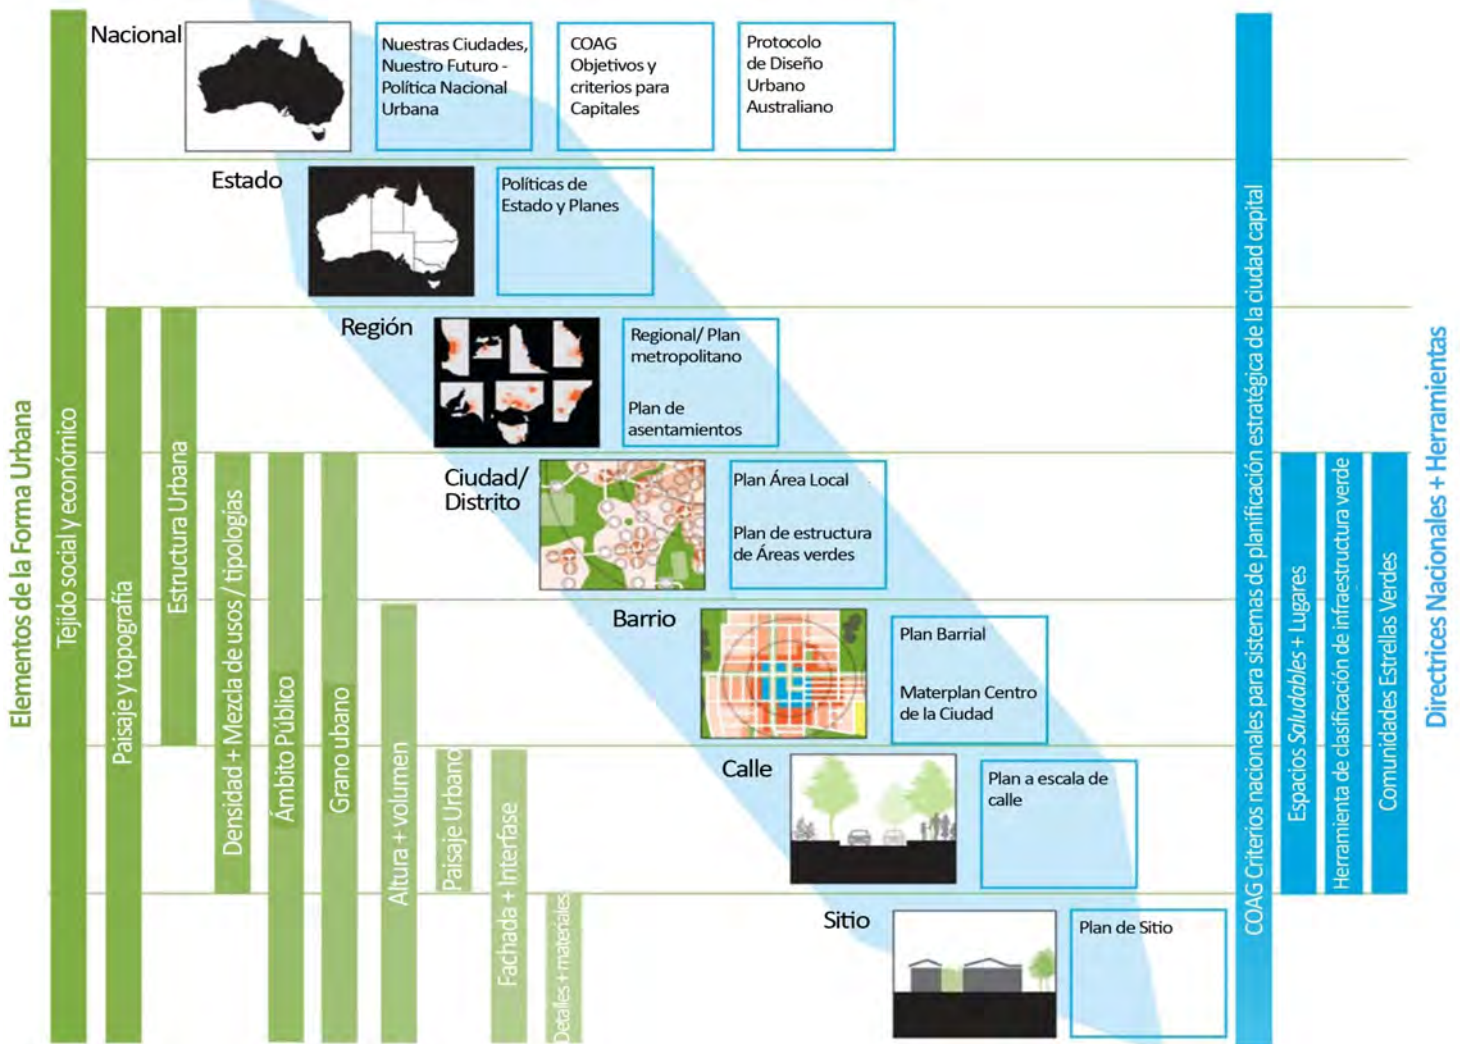 Nacional
Nuestras Ciudades,
Nuestro Futuro -
Política Nacional
Urbana
COAG
Objetivos y
criterios para
Capitales
Protocolo
de Diseño
Urbano
Australiano
Estado
Políticas de
Estado y Planes
Región
Regional/ Plan
metropolitano
Plan de
asentamientos
Ciudad/
Distrito
Plan Área Local
Plan de estructura
de Áreas verdes
Barrio
Plan Barrial
Materplan Centro
de la Ciudad
Calle
Plan a escala de
calle
Sitio
Plan de Sitio
Elementos de la Forma Urbana
Tejido social y económico
Paisaje y topografía
Estructura Urbana
Densidad + Mezcla de usos / tipologias
Ámbito Público
Grano ubano
Altura + volumen
Paisaje Urbano
Fachada + Interfase
Detalles + materiales
COAG Criterios nacionales para sistemas de planificación estratégica de la ciudad capital
Espacios Saludables + Lugares
Herramienta de clasificación de infraestructura verde
Comunidades Estrellas Verdes
Directrices Nacionales + Herramientas